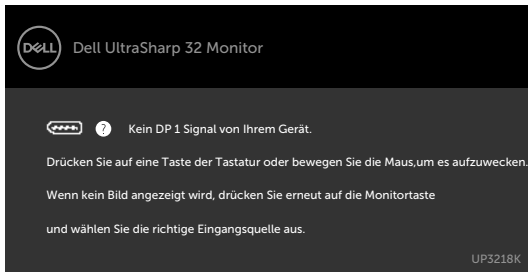 DELL
Dell UltraSharp 32 Monitor
? Kein DP 1 Signal von Ihrem Gerät.
Drücken Sie auf eine Taste der Tastatur oder bewegen Sie die Maus,um es aufzuwecken.
Wenn kein Bild angezeigt wird, drücken Sie erneut auf die Monitortaste
und wählen Sie die richtige Eingangsquelle aus.
UP3218K